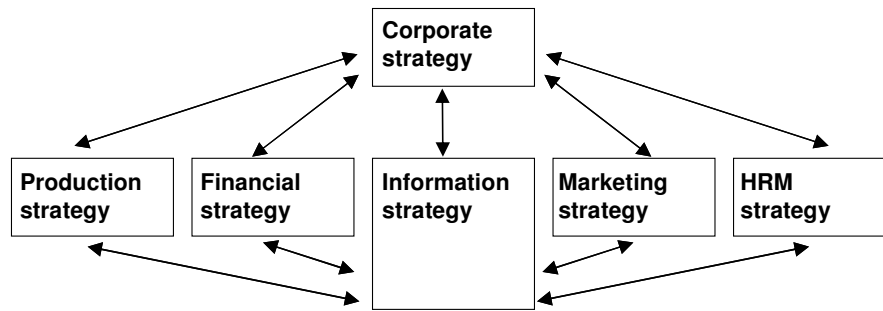 Corporate
strategy
Production
strategy
Financial
strategy
Information
strategy
Marketing
strategy
HRM
strategy